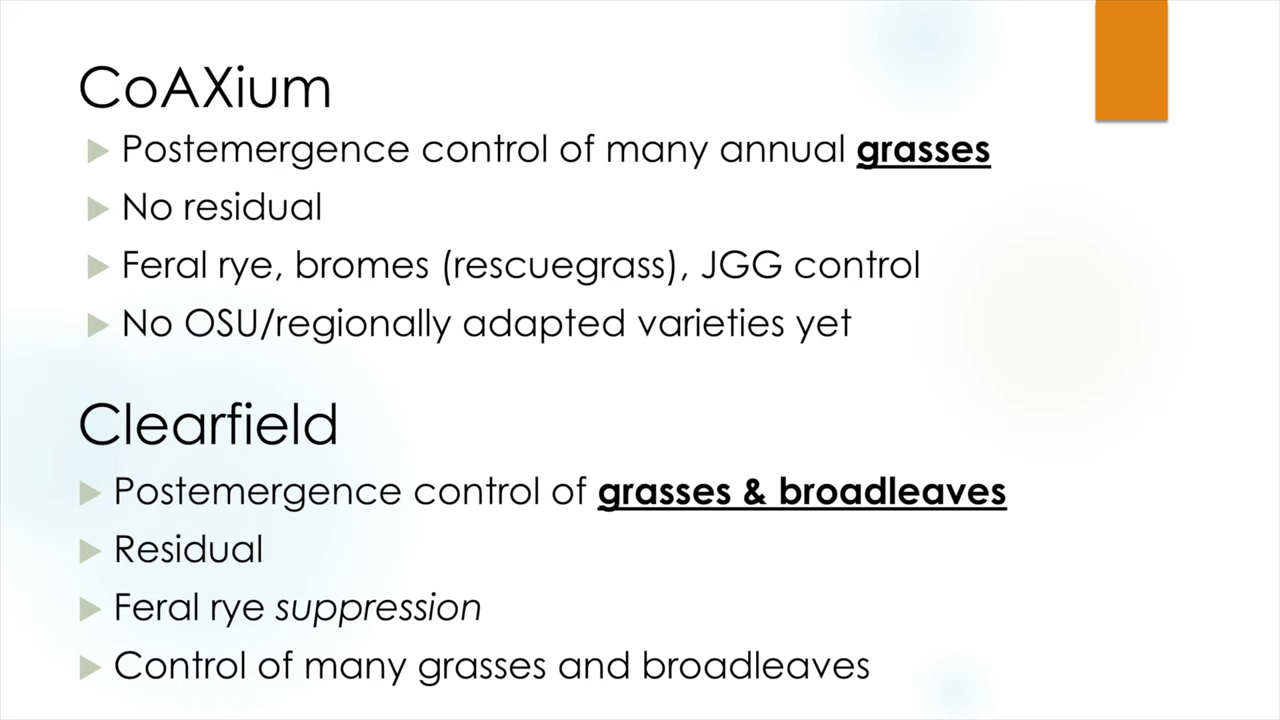 CoAXium
Postemergence control of many annual grasses
No residual
Feral rye, bromes (rescuegrass), JGG control
No OSU/regionally adapted varieties yet
Clearfield
Postemergence control of grasses & broadleaves
Residual
Feral rye suppression
Control of many grasses and broadleaves